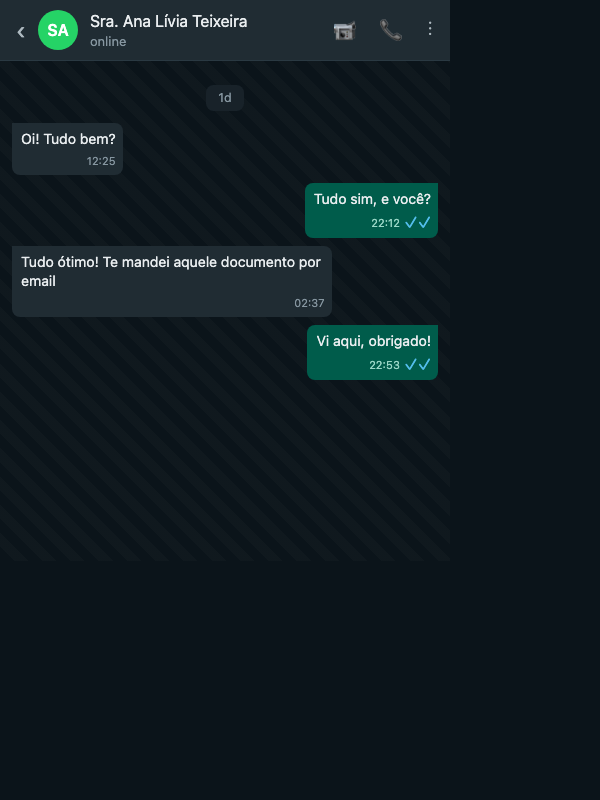 SA
Sra. Ana Lívia Teixeira
online
1d
Oi! Tudo bem?
12:25
Tudo sim, e você?
22:12
Tudo ótimo! Te mandei aquele documento por
email
02:37
Vi aqui, obrigado!
22:53